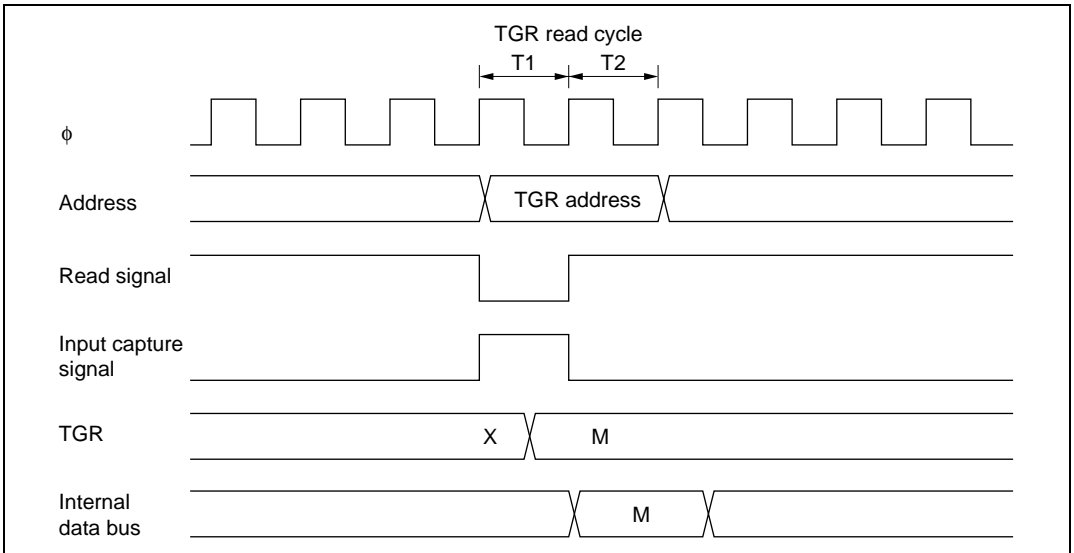 TGR read cycle
T1 T2
ϕ
Address
TGR address
Read signal
Input capture
signal
TGR
X M
Internal
data bus
M